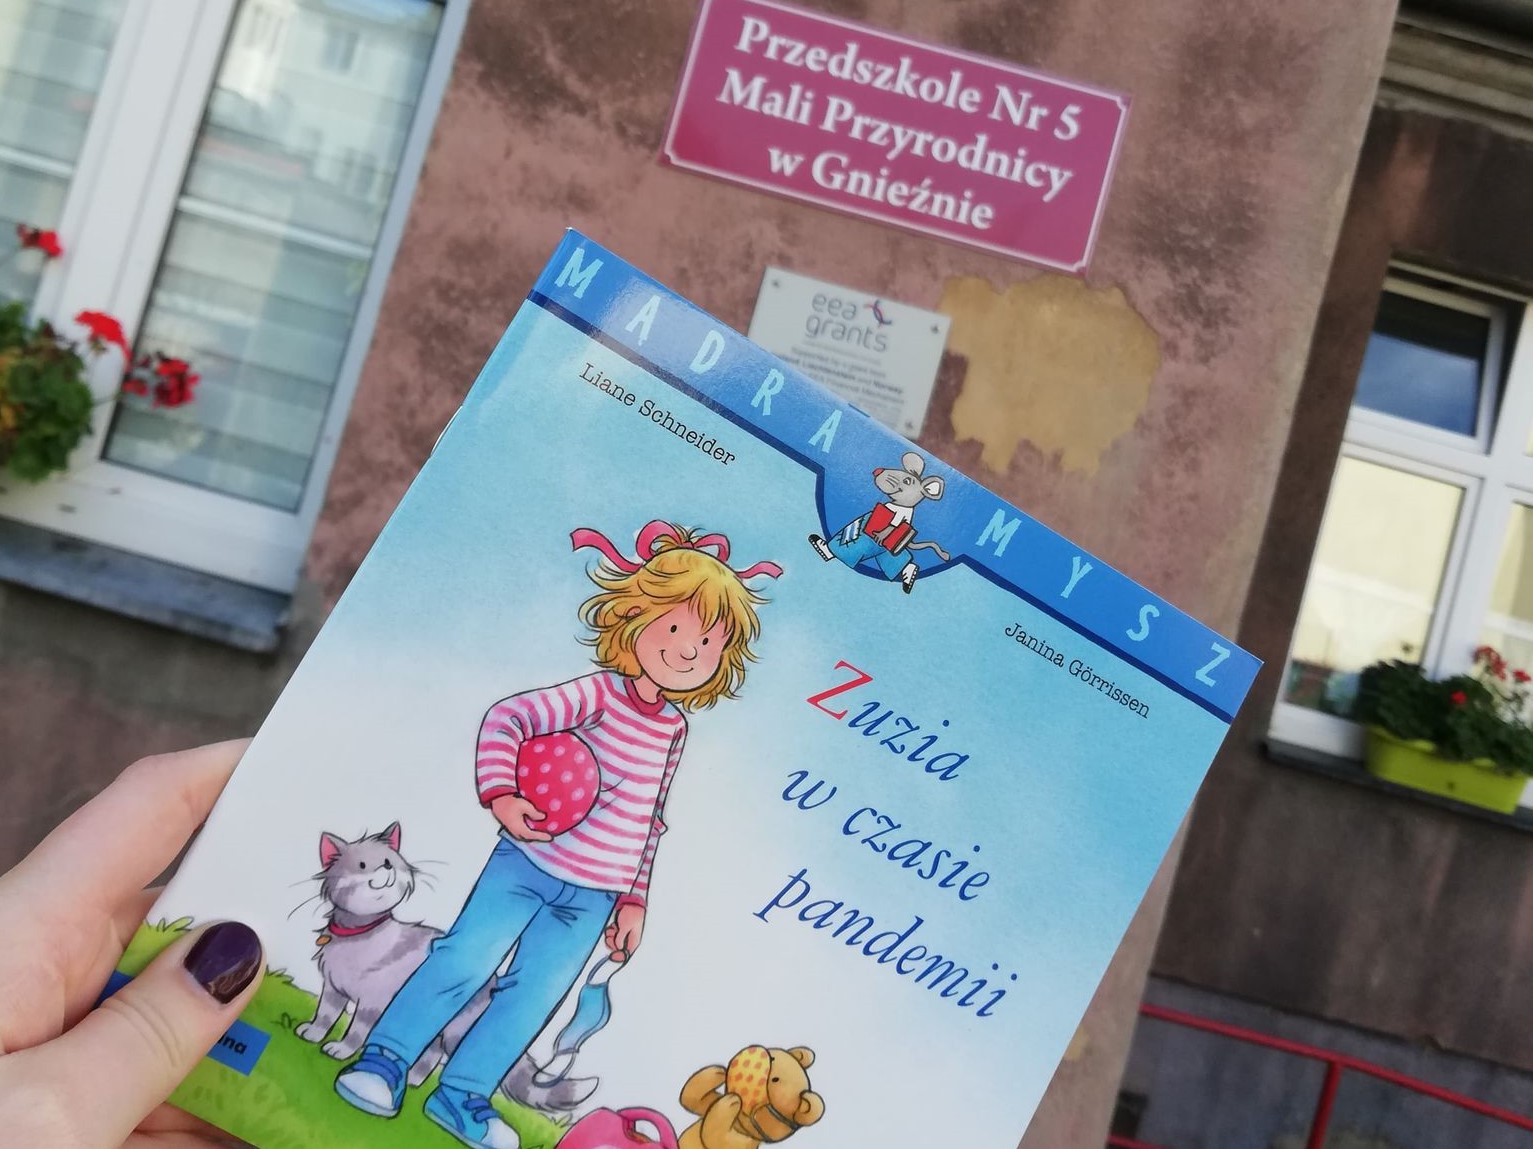 Przedszkole Nr 5
Mali Przyrodnicy
w Gnieźnie
eea
grants
MĄDRA MYSZ
Liane Schneider
Janina Görrissen
Zuzia
w czasie
pandemii